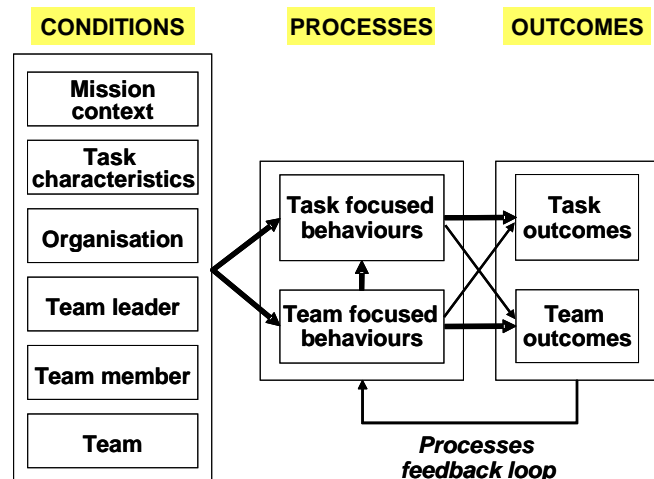 CONDITIONS
PROCESSES
OUTCOMES
Mission
context
Task
characteristics
Organisation
Team leader
Team member
Team
Task focused
behaviours
Team focused
behaviours
Task
outcomes
Team
outcomes
Processes
feedback loop